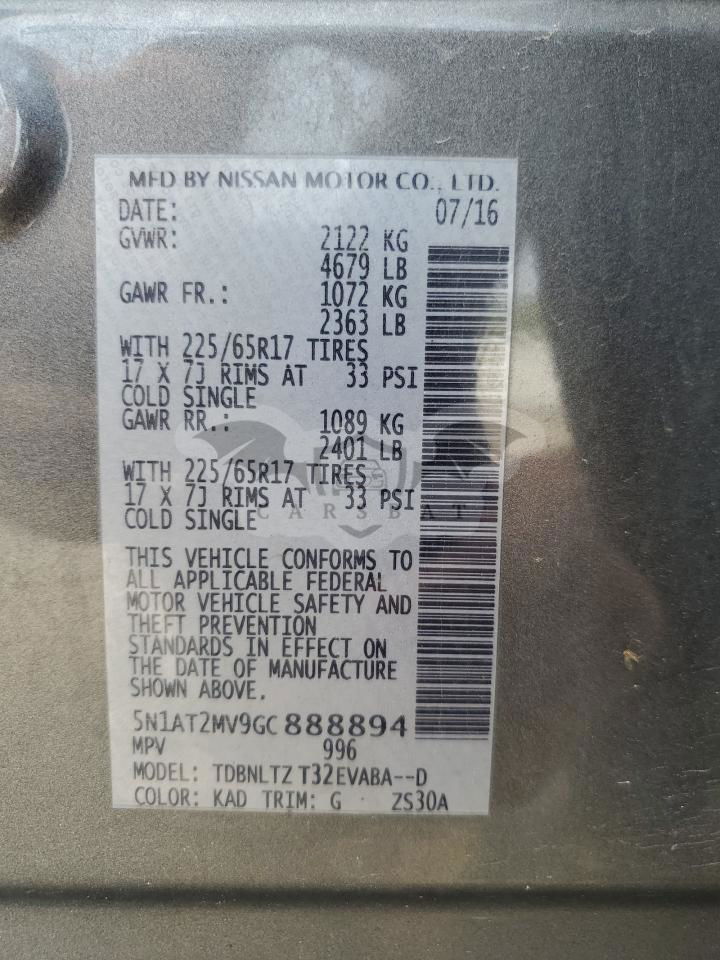 MFD BY NISSAN MOTOR CO., LTD.
DATE: 07/16
GVWR: 2122 KG
4679 LB
GAWR FR.: 1072 KG
2363 LB
WITH 225/65R17 TIRES
17 X 7J RIMS AT 33 PSI
COLD SINGLE
GAWR RR.: 1089 KG
2401 LB
WITH 225/65R17 TIRES
17 X 7J RIMS AT 33 PSI
COLD SINGLE
CARSBAT
THIS VEHICLE CONFORMS TO
ALL APPLICABLE FEDERAL
MOTOR VEHICLE SAFETY AND
THEFT PREVENTION
STANDARDS IN EFFECT ON
THE DATE OF MANUFACTURE
SHOWN ABOVE.
5N1AT2MV9GC888894
MPV 996
MODEL: TDBNLTZ T32EVABA--D
COLOR: KAD TRIM: G ZS30A